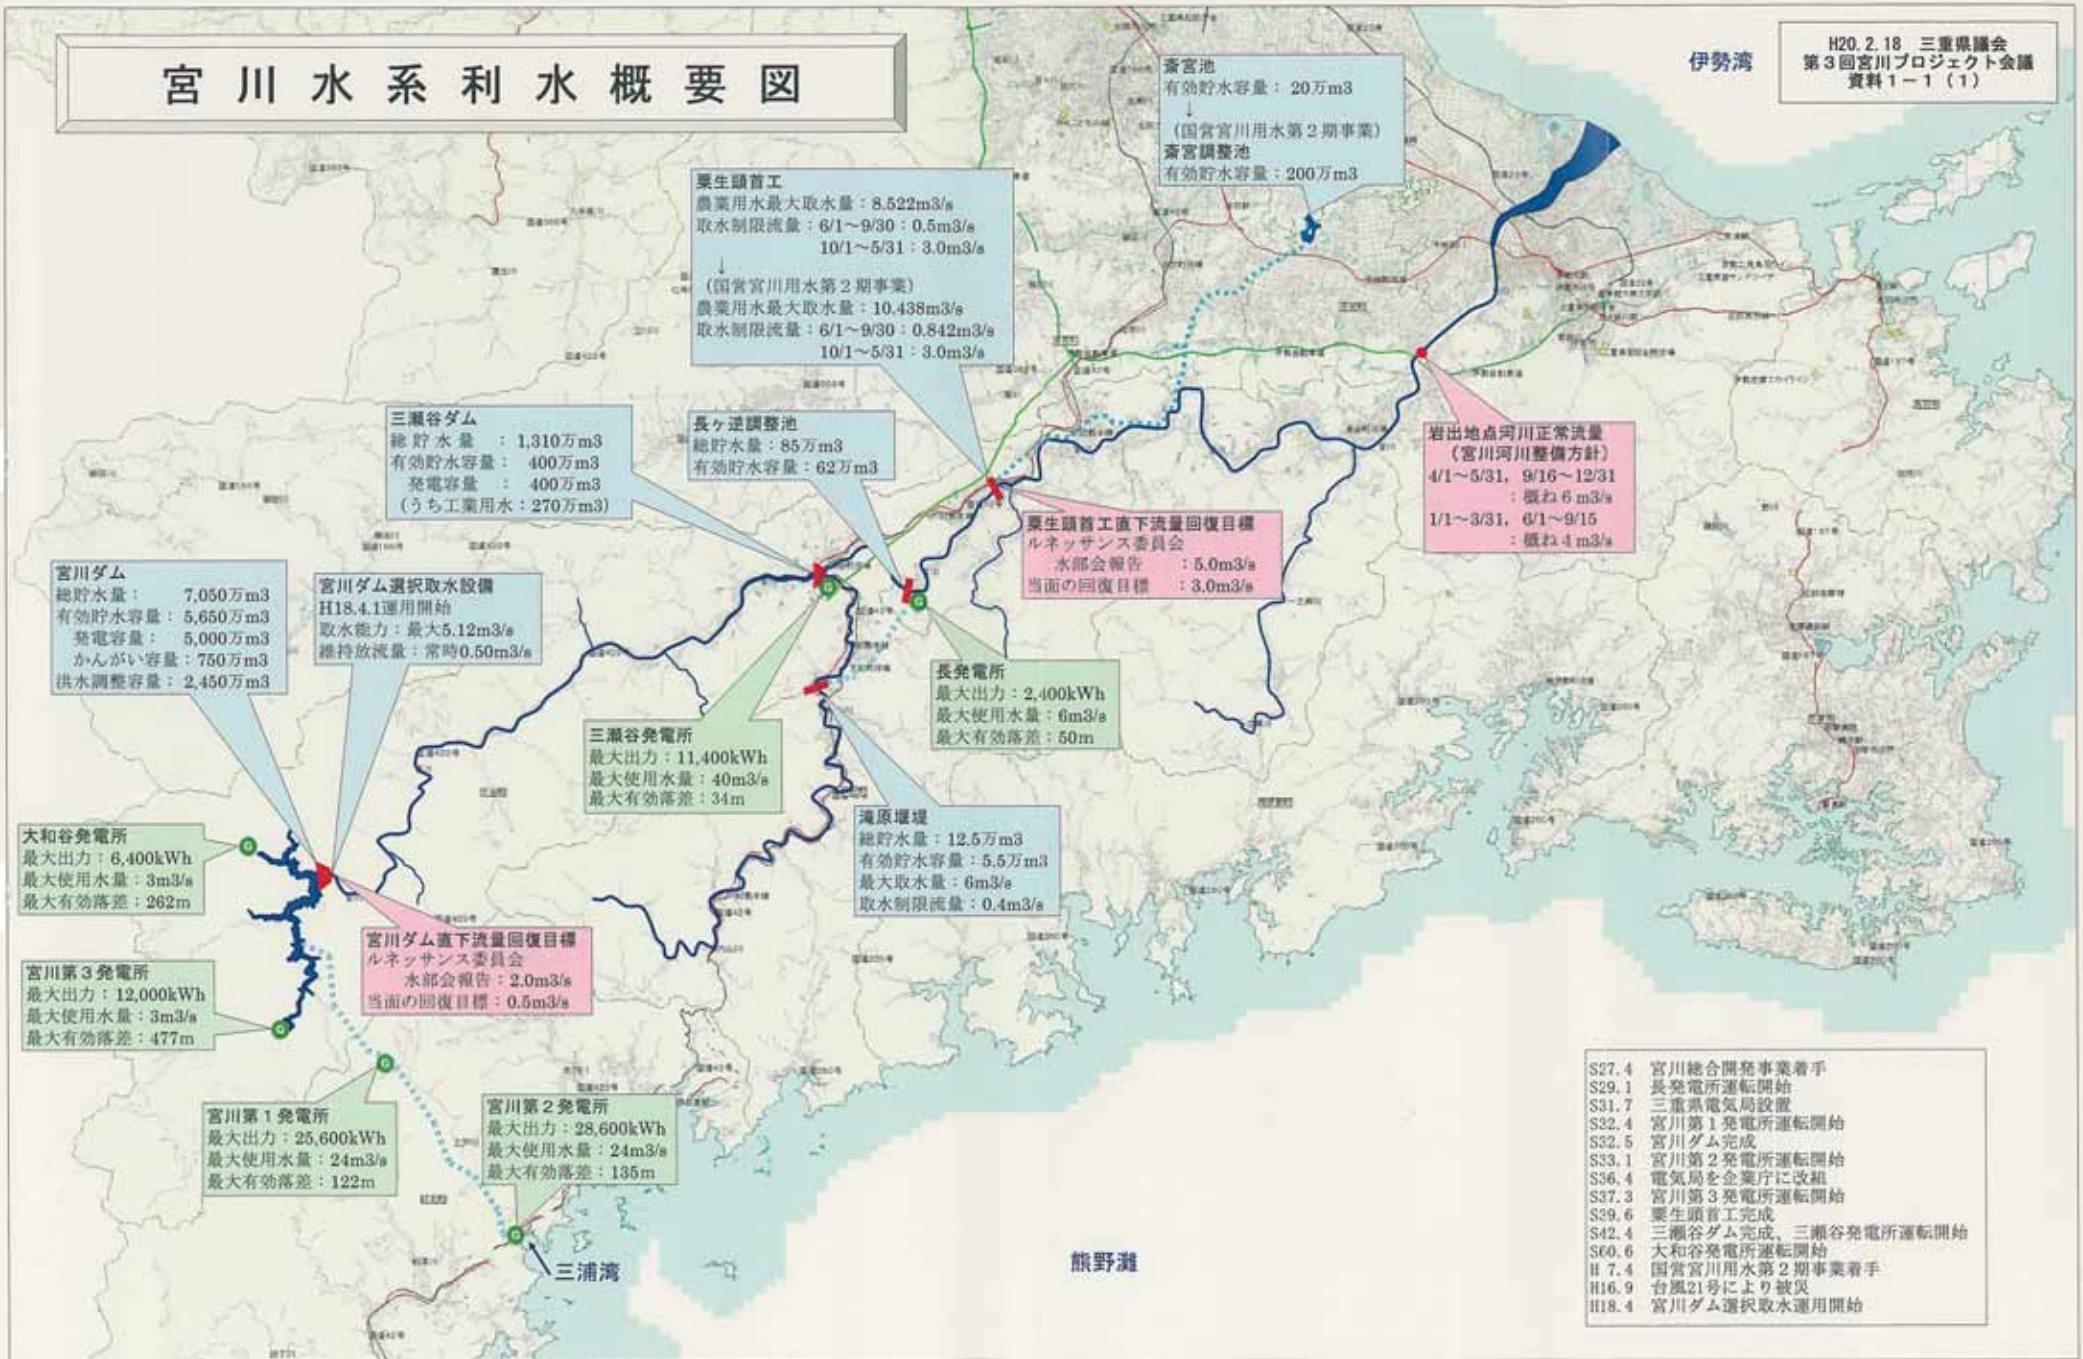 宮川水系利水概要図
伊勢湾
H20.2.18 三重県議会
第3回宮川プロジェクト会議
資料1-1 (1)
斎宮池
有効貯水容量: 20万m3
↓
(国営宮川用水第2期事業)
斎宮調整池
有効貯水容量: 200万m3
粟生頭首工
農業用水最大取水量:8.522m3/s
取水制限流量:6/1~9/30:0.5m3/s
10/1~5/31:3.0m3/s
↓
(国営宮川用水第2期事業)
農業用水最大取水量:10.438m3/s
取水制限流量:6/1~9/30:0.842m3/s
10/1~5/31:3.0m3/s
三瀬谷ダム
総貯水量 : 1,310万m3
有効貯水容量: 400万m3
発電容量 : 400万m3
(うち工業用水:270万m3)
長ヶ逆調整池
総貯水量:85万m3
有効貯水容量:62万m3
岩出地点河川正常流量
(宮川河川整備方針)
4/1~5/31, 9/16~12/31
:概ね6m3/s
1/1~3/31, 6/1~9/15
:概ね4m3/s
粟生頭首工直下流量回復目標
ルネッサンス委員会
水部会報告 :5.0m3/s
当面の回復目標 :3.0m3/s
宮川ダム
総貯水量: 7,050万m3
有効貯水容量: 5,650万m3
発電容量: 5,000万m3
かんがい容量:750万m3
洪水調整容量: 2,450万m3
宮川ダム選択取水設備
H18.4.1運用開始
取水能力:最大5.12m3/s
維持放流量:常時0.50m3/s
長発電所
最大出力:2,400kWh
最大使用水量:6m3/s
最大有効落差:50m
三瀬谷発電所
最大出力:11,400kWh
最大使用水量:40m3/s
最大有効落差:34m
滝原堰堤
総貯水量:12.5万m3
有効貯水容量:5.5万m3
最大取水量:6m3/s
取水制限流量:0.4m3/s
大和谷発電所
最大出力:6,400kWh
最大使用水量:3m3/s
最大有効落差:262m
宮川ダム直下流量回復目標
ルネッサンス委員会
水部会報告:2.0m3/s
当面の回復目標:0.5m3/s
宮川第3発電所
最大出力:12,000kWh
最大使用水量:3m3/s
最大有効落差:477m
宮川第1発電所
最大出力:25,600kWh
最大使用水量:24m3/s
最大有効落差:122m
宮川第2発電所
最大出力:28,600kWh
最大使用水量:24m3/s
最大有効落差:135m
三浦湾
熊野灘
S27.4 宮川総合開発事業着手
S29.1 長発電所運転開始
S31.7 三重県電気局設置
S32.4 宮川第1発電所運転開始
S32.5 宮川ダム完成
S33.1 宮川第2発電所運転開始
S36.4 電気局を企業庁に改組
S37.3 宮川第3発電所運転開始
S39.6 粟生頭首工完成
S42.4 三瀬谷ダム完成、三瀬谷発電所運転開始
S60.6 大和谷発電所運転開始
H 7.4 国営宮川用水第2期事業着手
H16.9 台風21号により被災
H18.4 宮川ダム選択取水運用開始